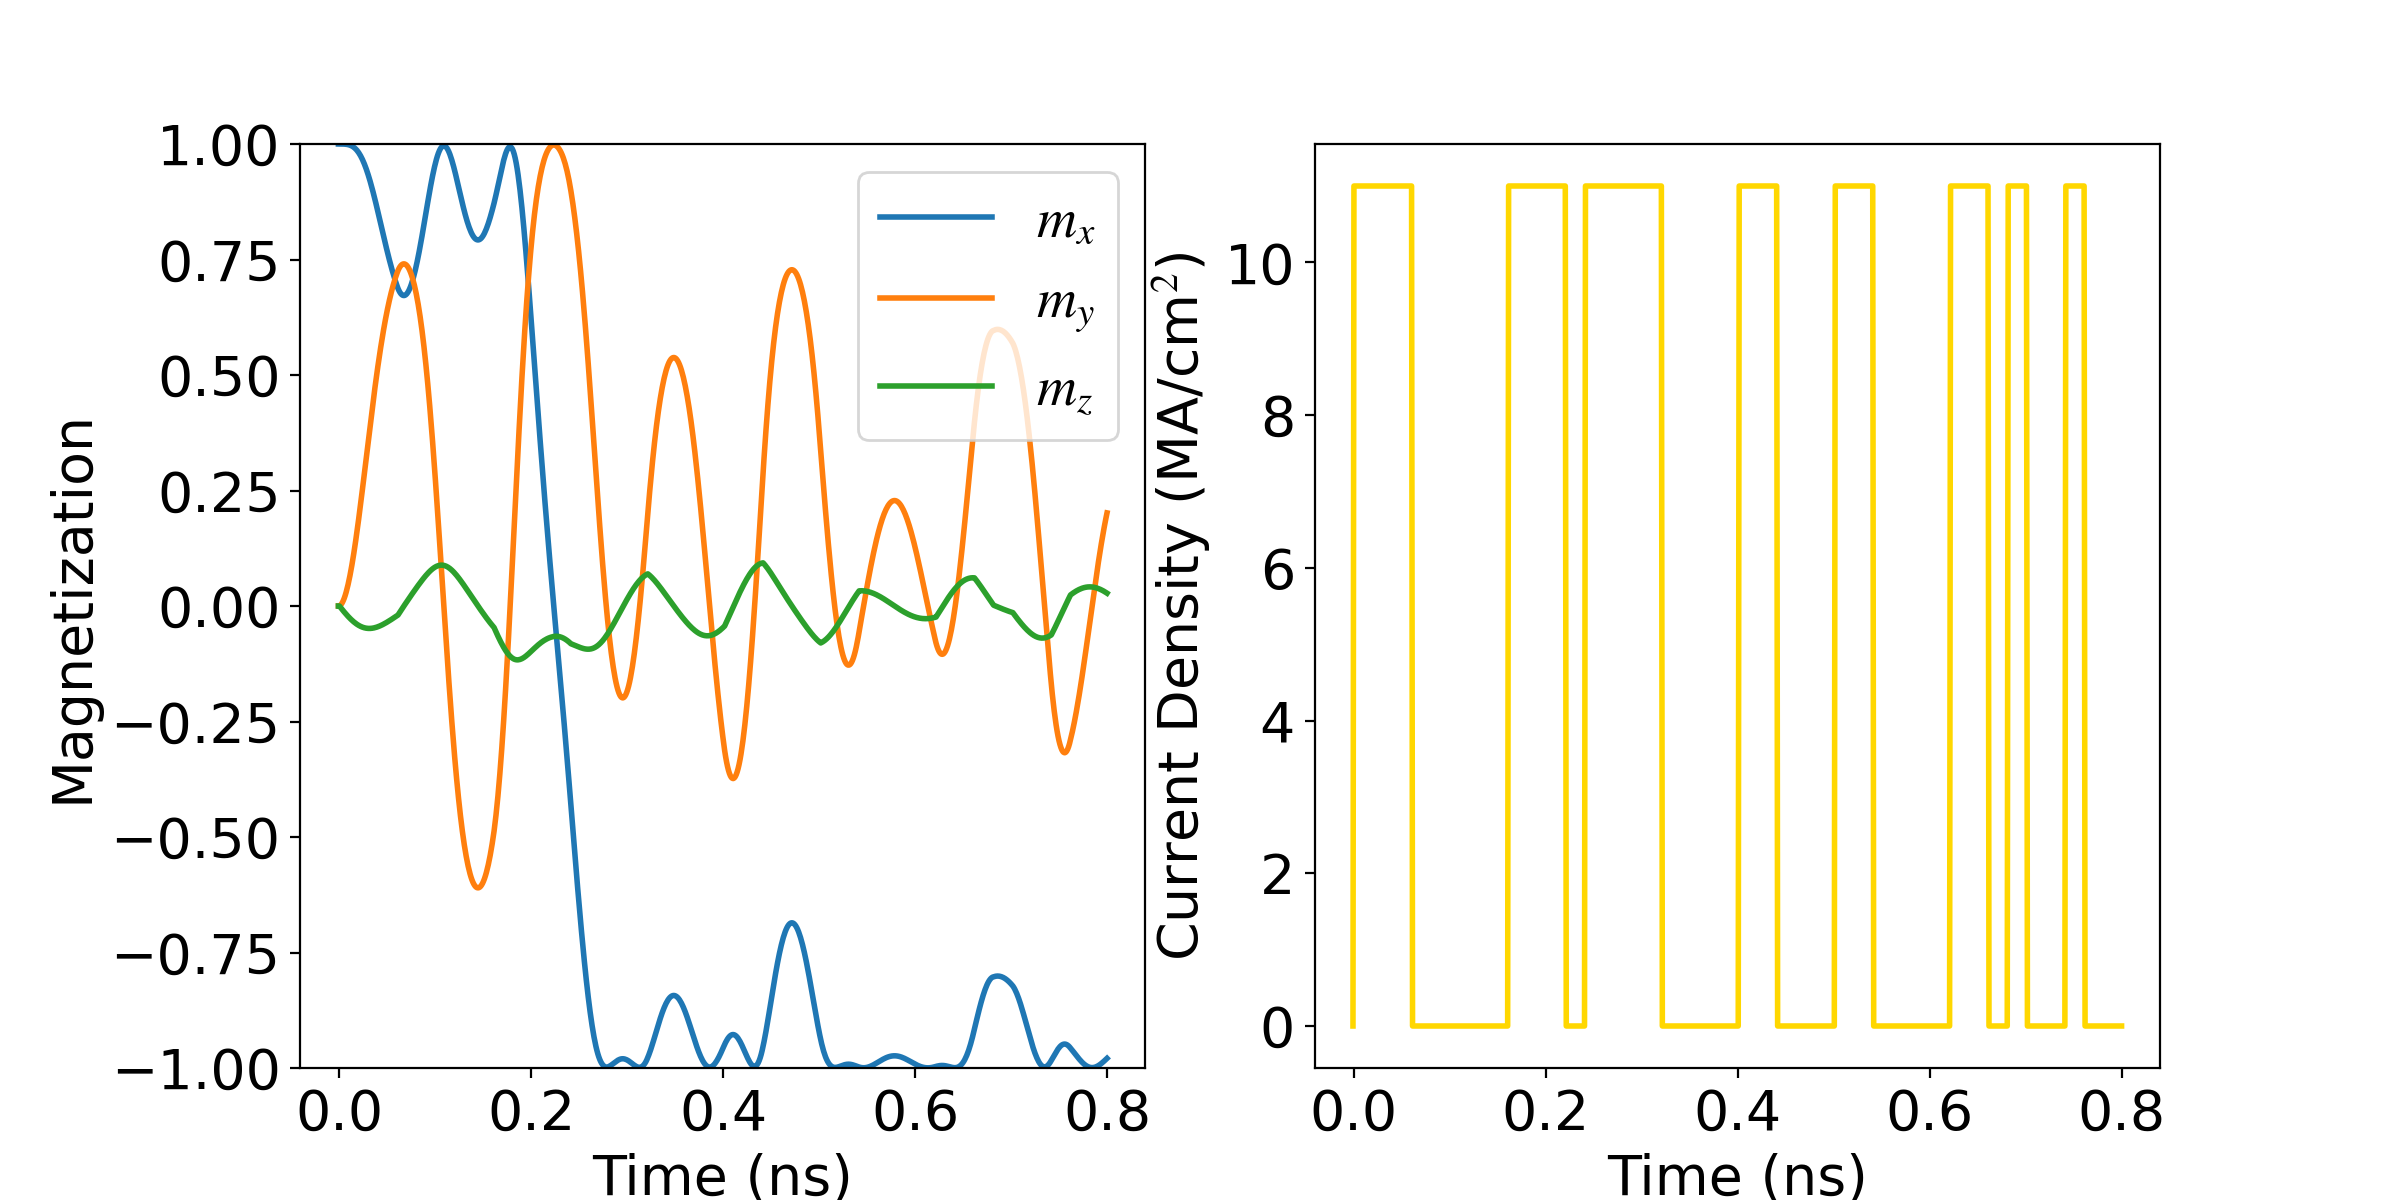 Magnetization
1.00
0.75
0.50
0.25
0.00
−0.25
−0.50
−0.75
−1.00
0.0 0.2 0.4 0.6 0.8
Time (ns)
m_x
m_y
m_z
Current Density (MA/cm²)
10
8
6
4
2
0
0.0 0.2 0.4 0.6 0.8
Time (ns)